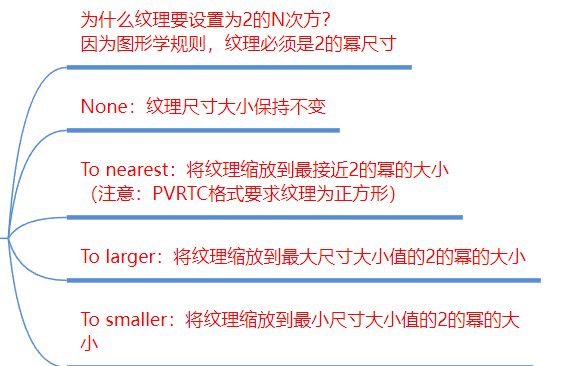 为什么纹理要设置为2的N次方？
因为图形学规则，纹理必须是2的幂尺寸
None：纹理尺寸大小保持不变
To nearest：将纹理缩放到最接近2的幂的大小
（注意：PVRTC格式要求纹理为正方形）
To larger：将纹理缩放到最大尺寸大小值的2的幂的大小
To smaller：将纹理缩放到最小尺寸大小值的2的幂的大
小